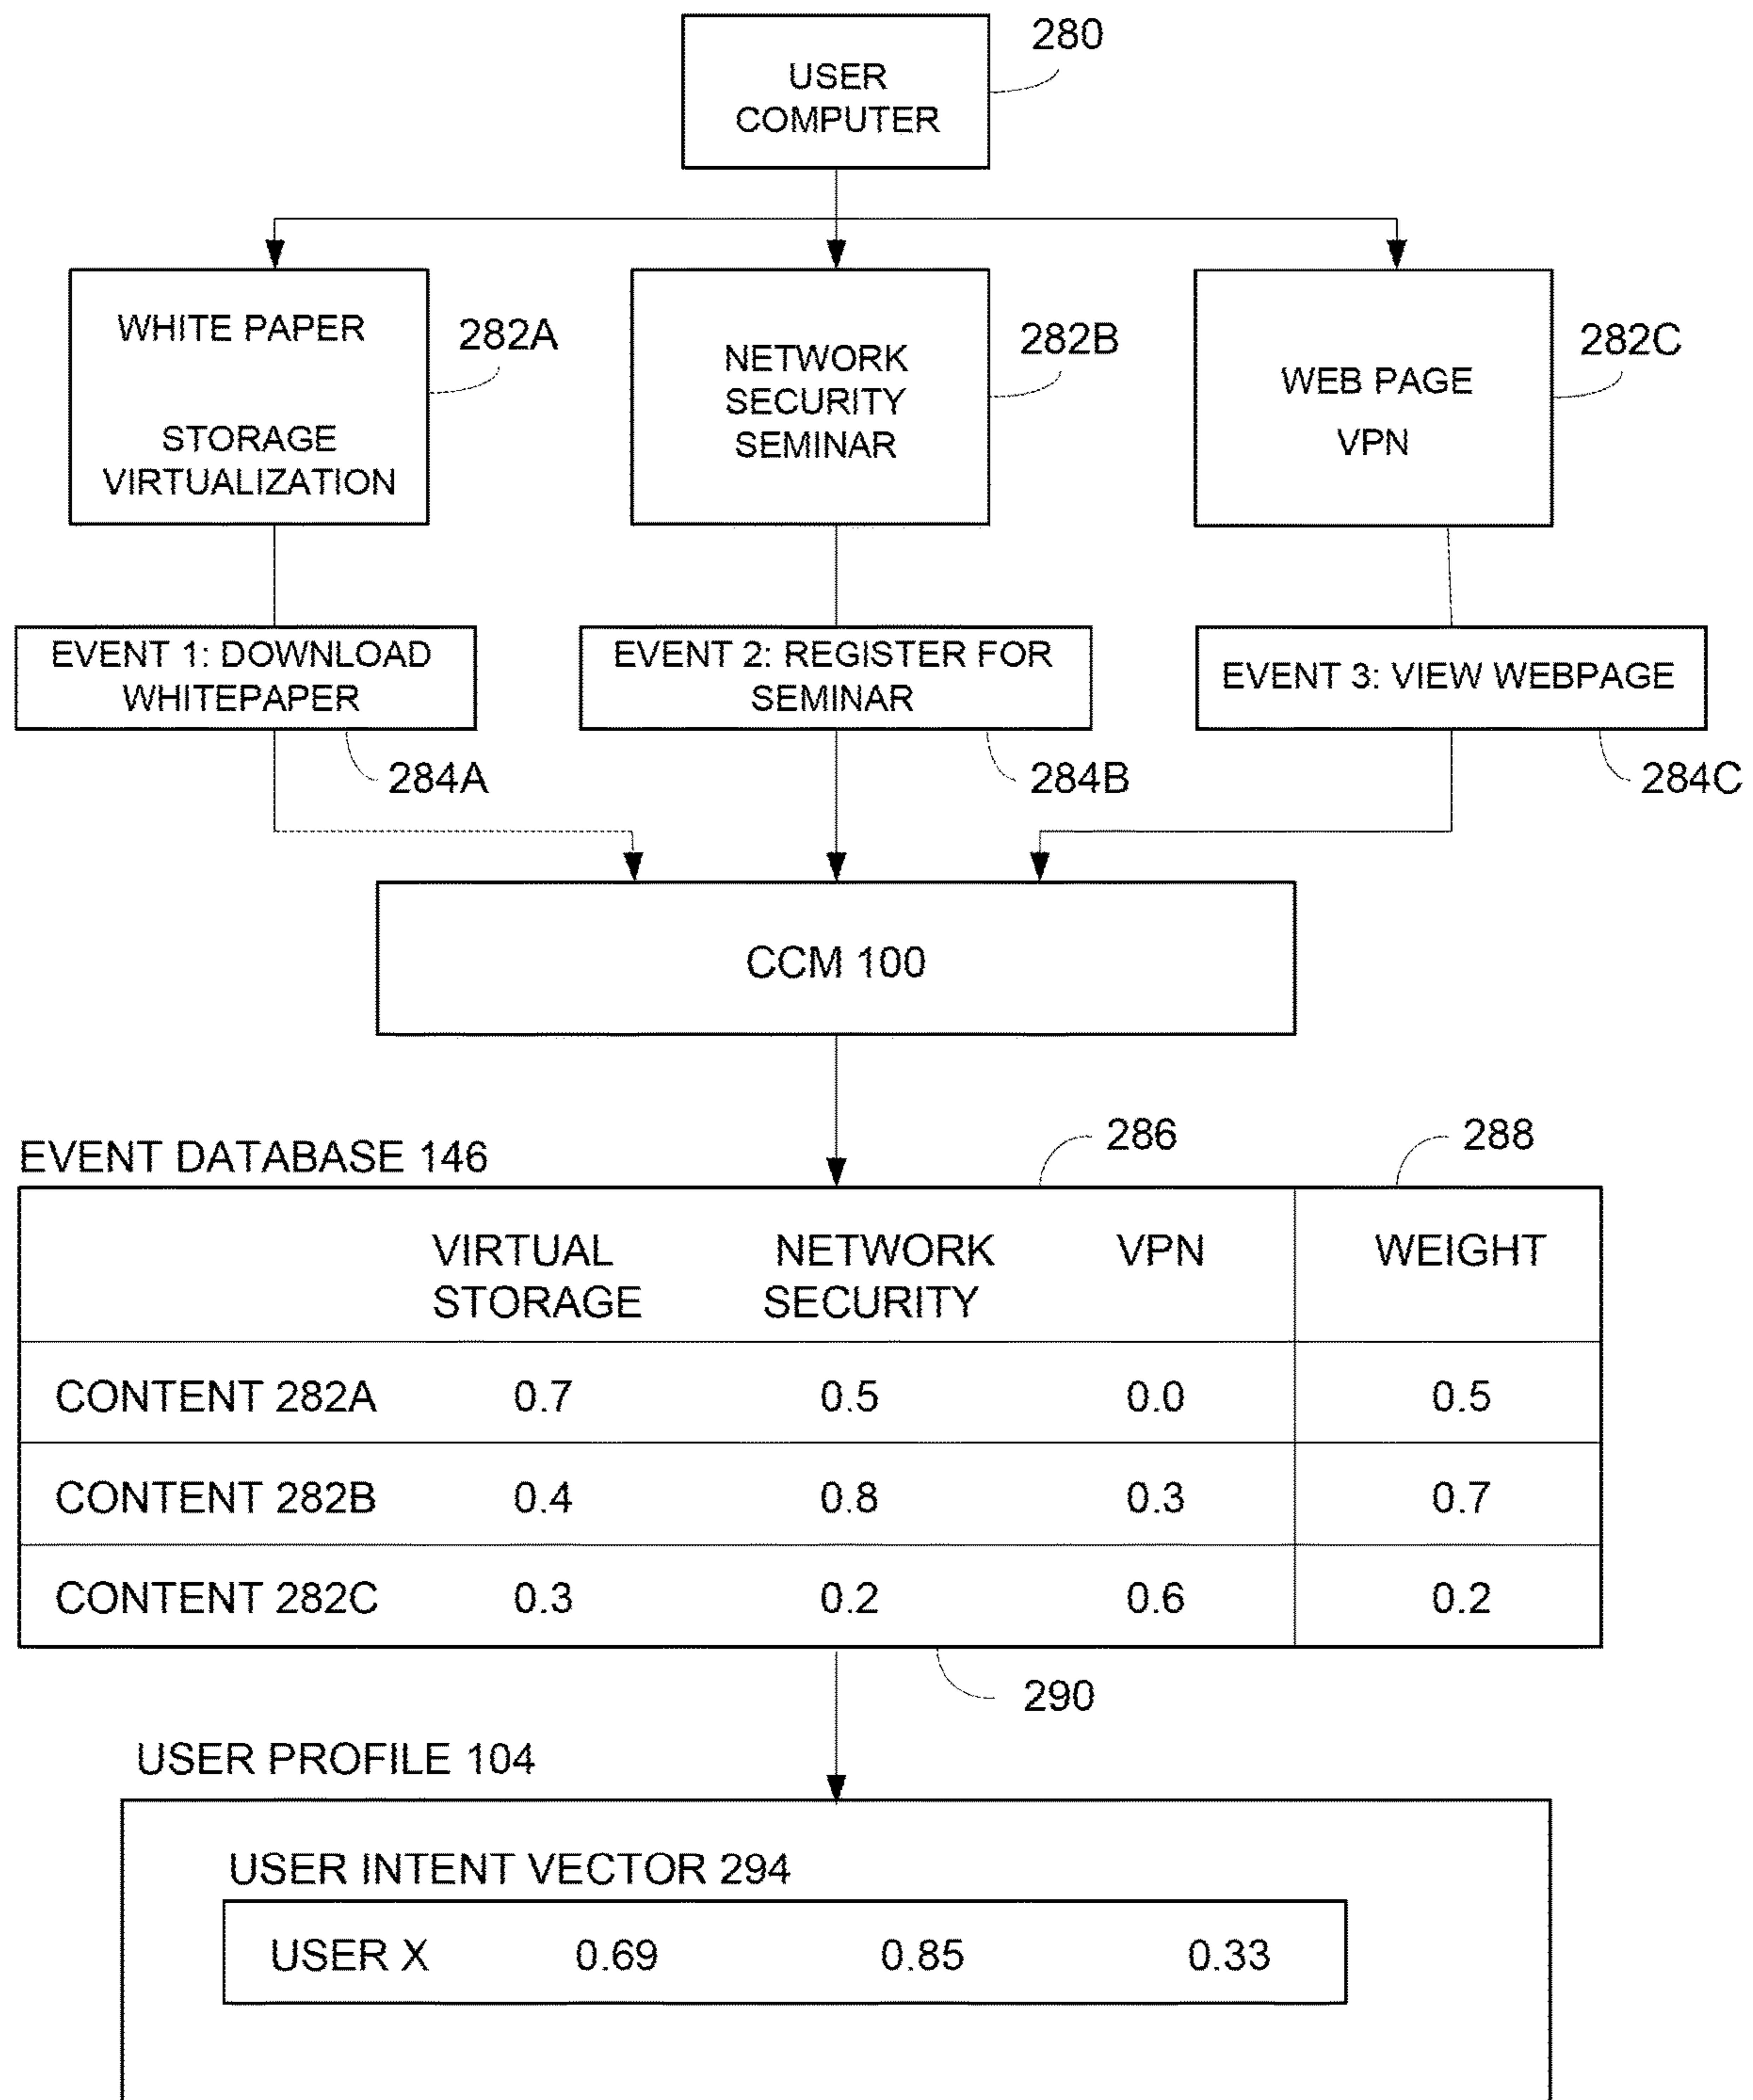 280
USER
COMPUTER
WHITE PAPER
STORAGE
VIRTUALIZATION
282A
NETWORK
SECURITY
SEMINAR
282B
WEB PAGE
VPN
282C
EVENT 1: DOWNLOAD
WHITEPAPER
284A
EVENT 2: REGISTER FOR
SEMINAR
284B
EVENT 3: VIEW WEBPAGE
284C
CCM 100
EVENT DATABASE 146
286
288
VIRTUAL NETWORK VPN WEIGHT
STORAGE SECURITY
CONTENT 282A 0.7 0.5 0.0 0.5
CONTENT 282B 0.4 0.8 0.3 0.7
CONTENT 282C 0.3 0.2 0.6 0.2
290
USER PROFILE 104
USER INTENT VECTOR 294
USER X 0.69 0.85 0.33